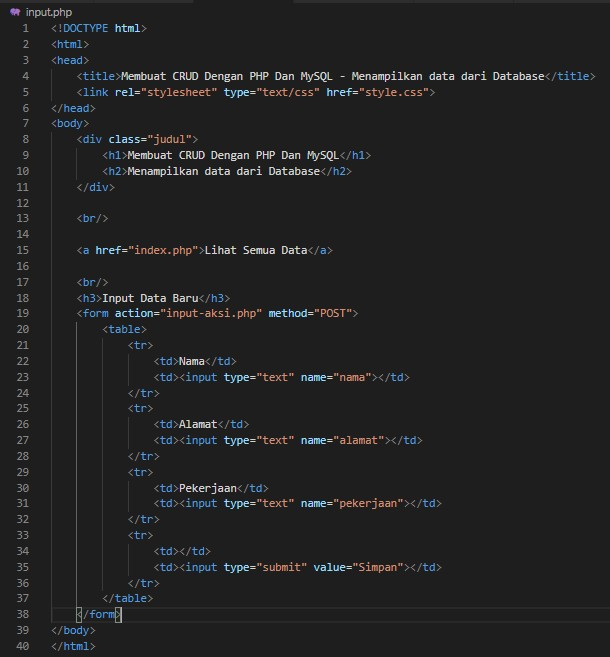 input.php
1 <!DOCTYPE html>
2 <html>
3 <head>
4     <title>Membuat CRUD Dengan PHP Dan MySQL - Menampilkan data dari Database</title>
5     <link rel="stylesheet" type="text/css" href="style.css">
6 </head>
7 <body>
8     <div class="judul">
9         <h1>Membuat CRUD Dengan PHP Dan MySQL</h1>
10         <h2>Menampilkan data dari Database</h2>
11     </div>
12
13     <br/>
14
15     <a href="index.php">Lihat Semua Data</a>
16
17     <br/>
18     <h3>Input Data Baru</h3>
19     <form action="input-aksi.php" method="POST">
20         <table>
21             <tr>
22                 <td>Nama</td>
23                 <td><input type="text" name="nama"></td>
24             </tr>
25             <tr>
26                 <td>Alamat</td>
27                 <td><input type="text" name="alamat"></td>
28             </tr>
29             <tr>
30                 <td>Pekerjaan</td>
31                 <td><input type="text" name="pekerjaan"></td>
32             </tr>
33             <tr>
34                 <td></td>
35                 <td><input type="submit" value="Simpan"></td>
36             </tr>
37         </table>
38     </form>
39 </body>
40 </html>